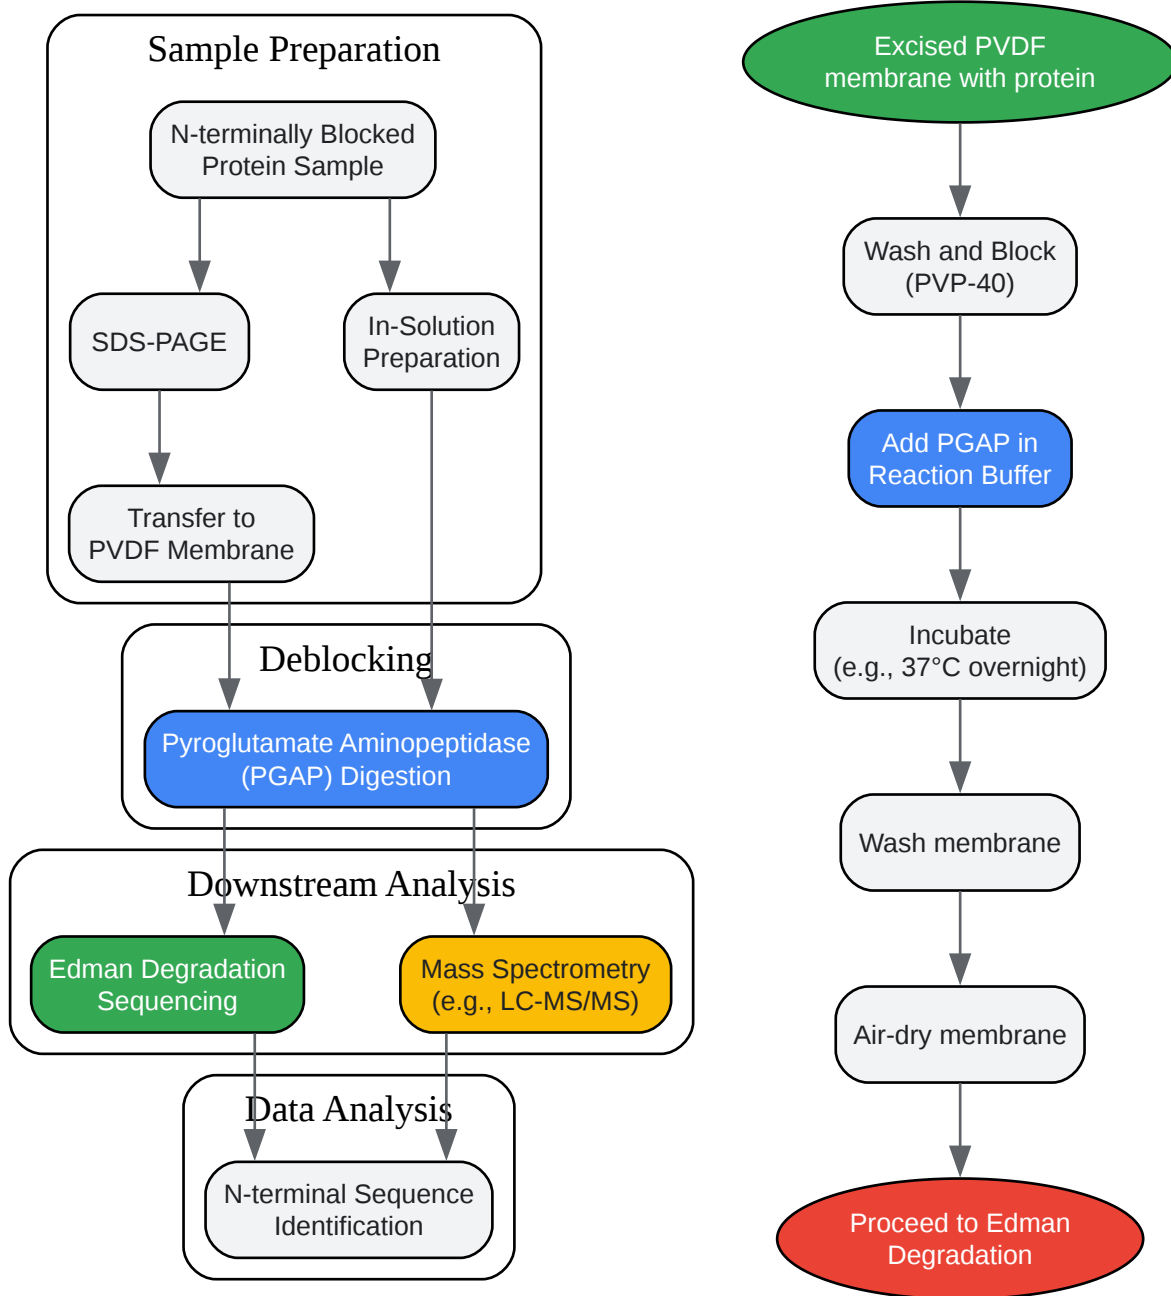 Sample Preparation
N-terminally Blocked
Protein Sample
SDS-PAGE
In-Solution
Preparation
Transfer to
PVDF Membrane
Deblocking
Pyroglutamate Aminopeptidase
(PGAP) Digestion
Downstream Analysis
Edman Degradation
Sequencing
Mass Spectrometry
(e.g., LC-MS/MS)
Data Analysis
N-terminal Sequence
Identification
Excised PVDF
membrane with protein
Wash and Block
(PVP-40)
Add PGAP in
Reaction Buffer
Incubate
(e.g., 37°C overnight)
Wash membrane
Air-dry membrane
Proceed to Edman
Degradation